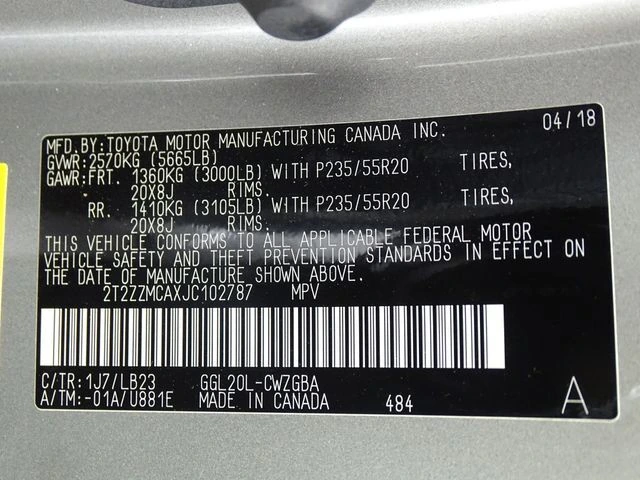 MFD.BY:TOYOTA MOTOR MANUFACTURING CANADA INC. 04/18
GVWR:2570KG (5665LB)
GAWR:FRT. 1360KG (3000LB) WITH P235/55R20 TIRES,
20X8J RIMS.
RR. 1410KG (3105LB) WITH P235/55R20 TIRES,
20X8J RIMS.
THIS VEHICLE CONFORMS TO ALL APPLICABLE FEDERAL MOTOR
VEHICLE SAFETY AND THEFT PREVENTION STANDARDS IN EFFECT ON
THE DATE OF MANUFACTURE SHOWN ABOVE.
2T2ZZMCAXJC102787 MPV
C/TR:1J7/LB23 GGL20L-CWZGBA
A/TM:-01A/U881E MADE IN CANADA 484 A